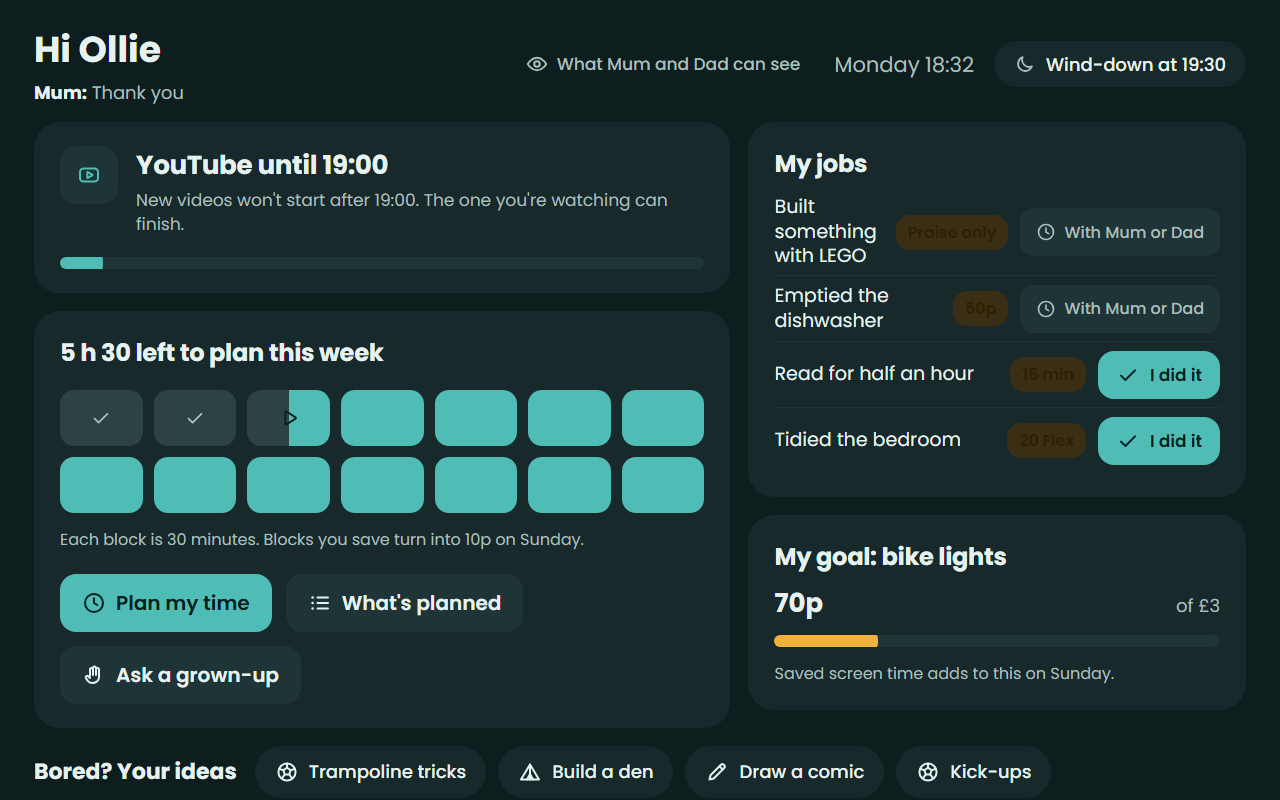 Hi Ollie
Mum: Thank you
What Mum and Dad can see
Monday 18:32
Wind-down at 19:30
YouTube until 19:00
New videos won't start after 19:00. The one you're watching can
finish.
5 h 30 left to plan this week
Each block is 30 minutes. Blocks you save turn into 10p on Sunday.
Plan my time
What's planned
Ask a grown-up
My jobs
Built
something
with LEGO
Praise only
With Mum or Dad
Emptied the
dishwasher
50p
With Mum or Dad
Read for half an hour
15 min
I did it
Tidied the bedroom
20 Flex
I did it
My goal: bike lights
70p
of £3
Saved screen time adds to this on Sunday.
Bored? Your ideas
Trampoline tricks
Build a den
Draw a comic
Kick-ups